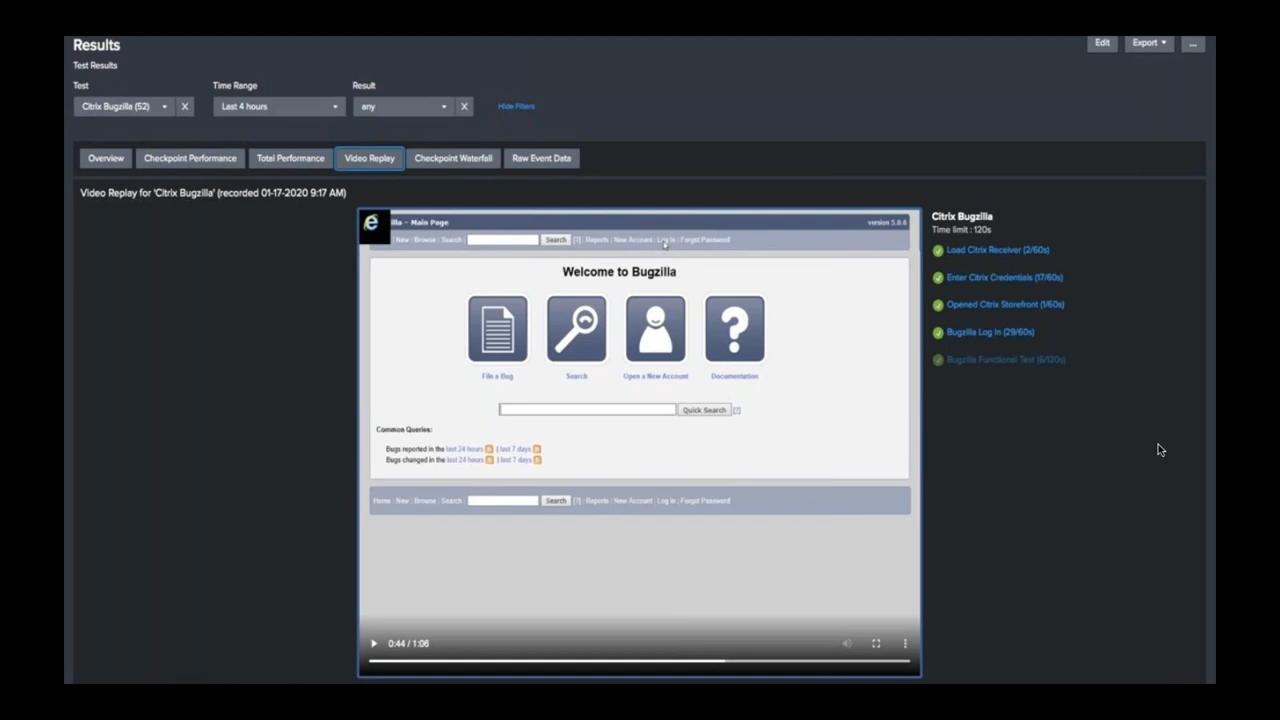 Results
Edit
Export
...
Test Results
Test
Time Range
Result
Citrix Bugzilla (52)
X
Last 4 hours
any
X
Hide Filters
Overview
Checkpoint Performance
Total Performance
Video Replay
Checkpoint Waterfall
Raw Event Data
Video Replay for 'Citrix Bugzilla' (recorded 01-17-2020 9:17 AM)
illa – Main Page
version 5.0.6
| New | Browse | Search |
Search
[?] | Reports | New Account | Log In | Forgot Password
Welcome to Bugzilla
File a Bug
Search
Open a New Account
Documentation
Quick Search
[?]
Common Queries:
Bugs reported in the last 24 hours | last 7 days
Bugs changed in the last 24 hours | last 7 days
Home | New | Browse | Search |
Search
[?] | Reports | New Account | Log In | Forgot Password
0:44 / 1:06
Citrix Bugzilla
Time limit : 120s
Load Citrix Receiver (2/60s)
Enter Citrix Credentials (17/60s)
Opened Citrix Storefront (1/60s)
Bugzilla Log In (29/60s)
Bugzilla Functional Test (6/120s)